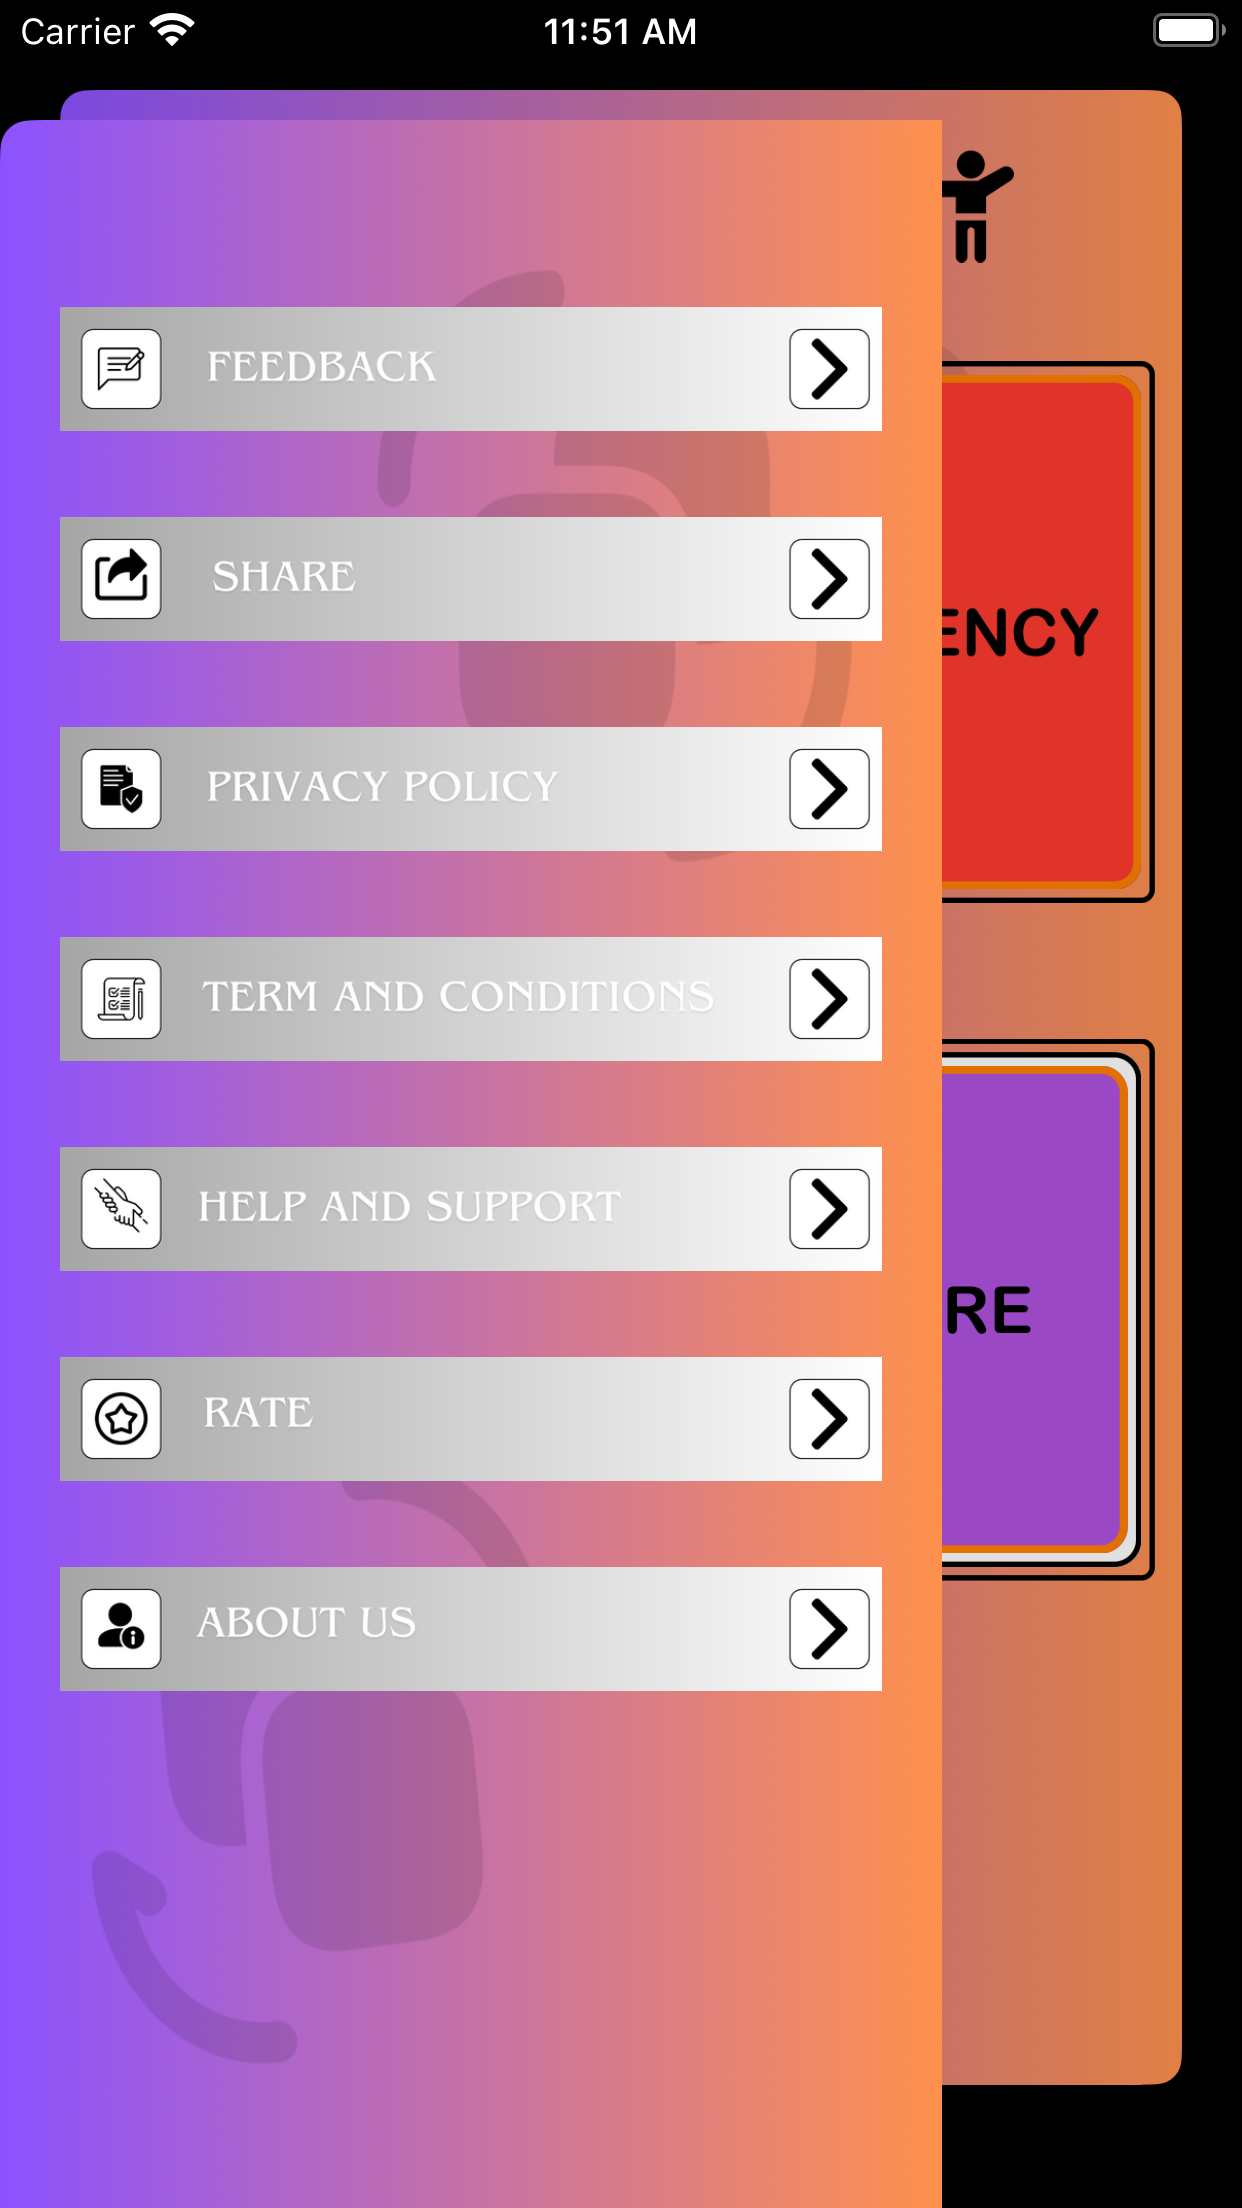 Carrier 11:51 AM
FEEDBACK
SHARE
ENCY
PRIVACY POLICY
TERM AND CONDITIONS
HELP AND SUPPORT
RE
RATE
ABOUT US